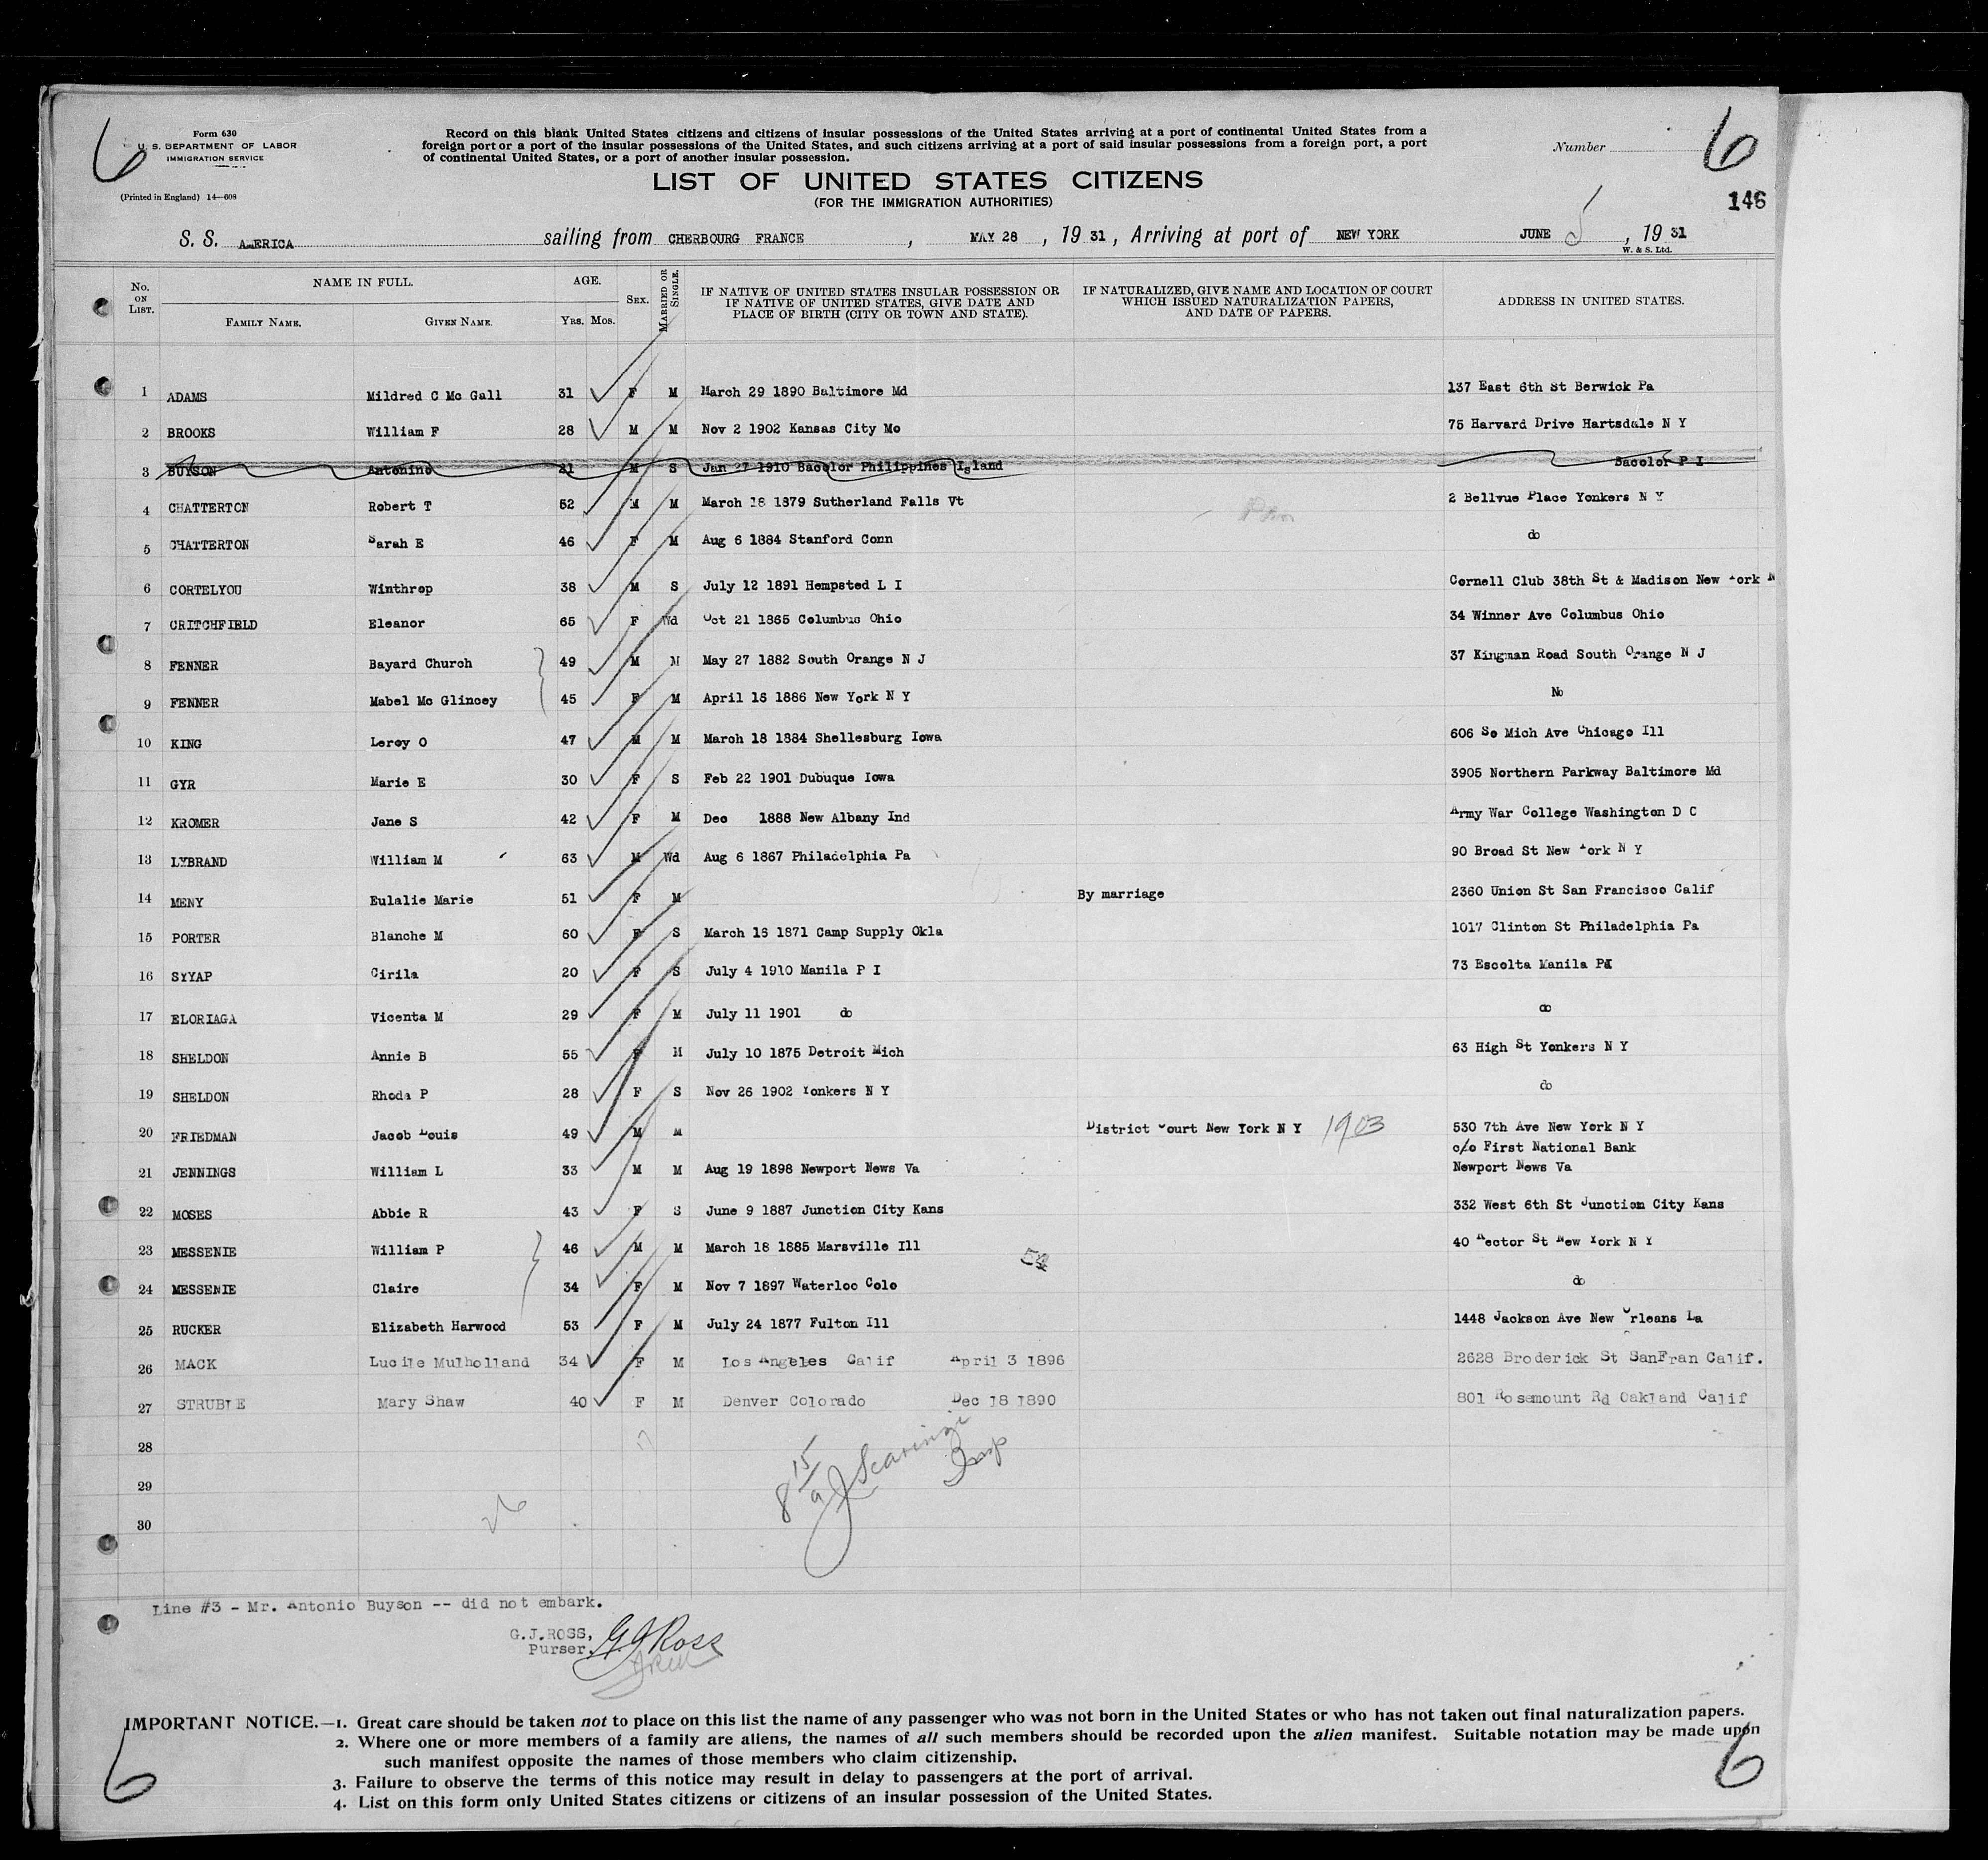 6
Form 630
U. S. DEPARTMENT OF LABOR
IMMIGRATION SERVICE
(Printed in England) 14—608
Record on this blank United States citizens and citizens of insular possessions of the United States arriving at a port of continental United States from a
foreign port or a port of the insular possessions of the United States, and such citizens arriving at a port of said insular possessions from a foreign port, a port
of continental United States, or a port of another insular possession.
Number
6
LIST OF UNITED STATES CITIZENS
(FOR THE IMMIGRATION AUTHORITIES)
146
S. S. AmERICA sailing from CHERBOURG FRANCE , MAY 28 , 19 31 , Arriving at port of NEW YORK JUNE 5 , 19 31
W. & S. Ltd.
No. ON LIST. NAME IN FULL. FAMILY NAME. GIVEN NAME. AGE. Yrs. Mos. SEX. MARRIED OR SINGLE. IF NATIVE OF UNITED STATES INSULAR POSSESSION OR IF NATIVE OF UNITED STATES, GIVE DATE AND PLACE OF BIRTH (CITY OR TOWN AND STATE). IF NATURALIZED, GIVE NAME AND LOCATION OF COURT WHICH ISSUED NATURALIZATION PAPERS, AND DATE OF PAPERS. ADDRESS IN UNITED STATES.
1 ADAMS Mildred C Mc Gall 31 F M March 29 1890 Baltimore Md 137 East 6th St Berwick Pa
2 BROOKS William F 28 M M Nov 2 1902 Kansas City Mo 75 Harvard Drive Hartsdale N Y
3 BUYSON Antonino 21 M S Jan 27 1910 Bacolor Philippines Island Bacolor P I
4 CHATTERTON Robert T 52 M M March 18 1879 Sutherland Falls Vt 2 Bellvue Place Yonkers N Y
5 CHATTERTON Sarah E 46 F M Aug 6 1884 Stanford Conn do
6 CORTELYOU Winthrop 38 M S July 12 1891 Hempsted L I Cornell Club 38th St & Madison New York N
7 CRITCHFIELD Eleanor 65 F Wd Oct 21 1865 Columbus Ohio 34 Winner Ave Columbus Ohio
8 FENNER Bayard Church 49 M M May 27 1882 South Orange N J 37 Kingman Road South Orange N J
9 FENNER Mabel Mc Glincey 45 F M April 16 1886 New York N Y No
10 KING Leroy O 47 M M March 18 1884 Shellesburg Iowa 606 So Mich Ave Chicago Ill
11 GYR Marie E 30 F S Feb 22 1901 Dubuque Iowa 3905 Northern Parkway Baltimore Md
12 KROMER Jane S 42 F M Dec 1888 New Albany Ind Army War College Washington D C
13 LYBRAND William M 63 M Wd Aug 6 1867 Philadelphia Pa 90 Broad St New York N Y
14 MENY Eulalie Marie 51 F M By marriage 2360 Union St San Francisco Calif
15 PORTER Blanche M 60 F S March 16 1871 Camp Supply Okla 1017 Clinton St Philadelphia Pa
16 SYYAP Cirila 20 F S July 4 1910 Manila P I 73 Escolta Manila PI
17 ELORIAGA Vicenta M 29 F M July 11 1901 do do
18 SHELDON Annie B 55 F M July 10 1875 Detroit Mich 63 High St Yonkers N Y
19 SHELDON Rhoda P 28 F S Nov 26 1902 Yonkers N Y do
20 FRIEDMAN Jacob Louis 49 M M District Court New York N Y 1903 530 7th Ave New York N Y
c/o First National Bank
21 JENNINGS William L 33 M M Aug 19 1898 Newport News Va Newport News Va
22 MOSES Abbie R 43 F S June 9 1887 Junction City Kans 332 West 6th St Junction City Kans
23 MESSENIE William P 46 M M March 18 1885 Marsville Ill 40 Rector St New York N Y
24 MESSENIE Claire 34 F M Nov 7 1897 Waterloo Colo do
25 RUCKER Elizabeth Harwood 53 F M July 24 1877 Fulton Ill 1448 Jackson Ave New Orleans La
26 MACK Lucile Mulholland 34 F M Los Angeles Calif April 3 1896 2628 Broderick St SanFran Calif.
27 STRUBLE Mary Shaw 40 F M Denver Colorado Dec 18 1890 801 Rosemount Rd Oakland Calif
28
29
30
8 15/a J Scarinzi Insp
Line #3 - Mr. Antonio Buyson -- did not embark.
G.J.ROSS,
Purser. G J Ross
IMPORTANT NOTICE.—1. Great care should be taken not to place on this list the name of any passenger who was not born in the United States or who has not taken out final naturalization papers.
2. Where one or more members of a family are aliens, the names of all such members should be recorded upon the alien manifest. Suitable notation may be made upon
such manifest opposite the names of those members who claim citizenship.
3. Failure to observe the terms of this notice may result in delay to passengers at the port of arrival.
4. List on this form only United States citizens or citizens of an insular possession of the United States.
6
6